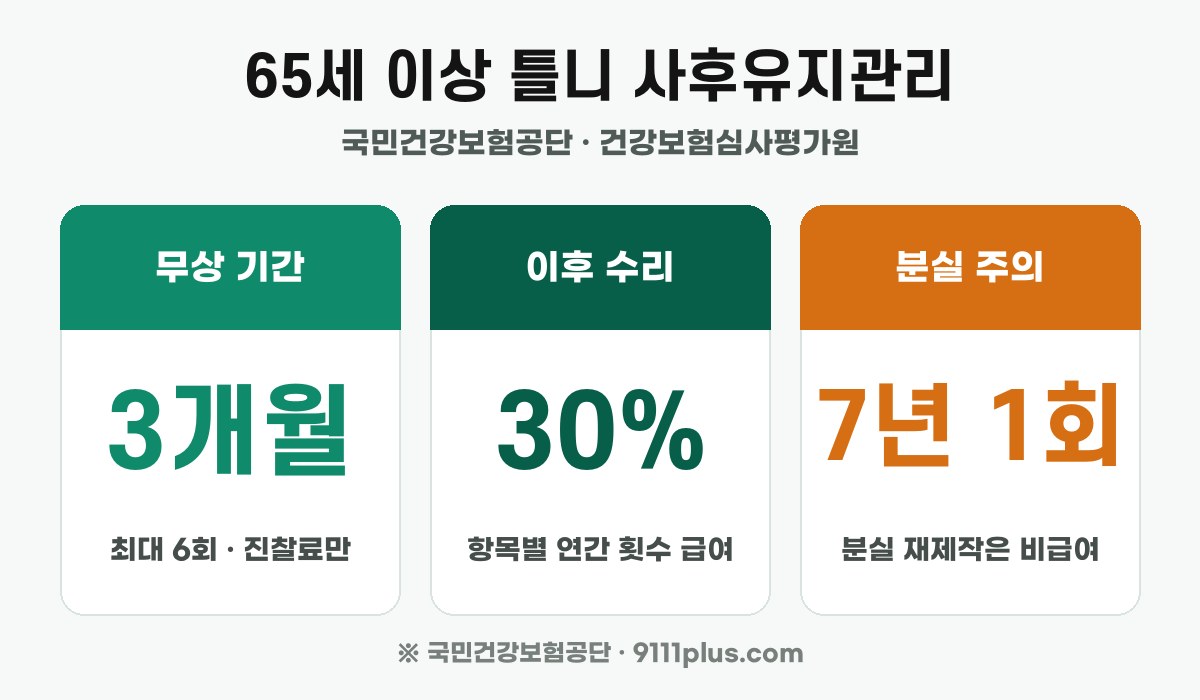 65세 이상 틀니 사후유지관리
국민건강보험공단 · 건강보험심사평가원
무상 기간
3개월
최대 6회 · 진찰료만
이후 수리
30%
항목별 연간 횟수 급여
분실 주의
7년 1회
분실 재제작은 비급여
※ 국민건강보험공단 · 9111plus.com